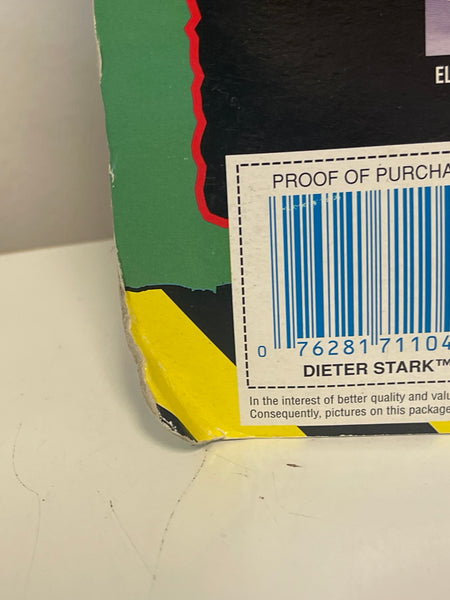 EL
PROOF OF PURCHA
0 76281 71104
DIETER STARK™
In the interest of better quality and valu
Consequently, pictures on this package